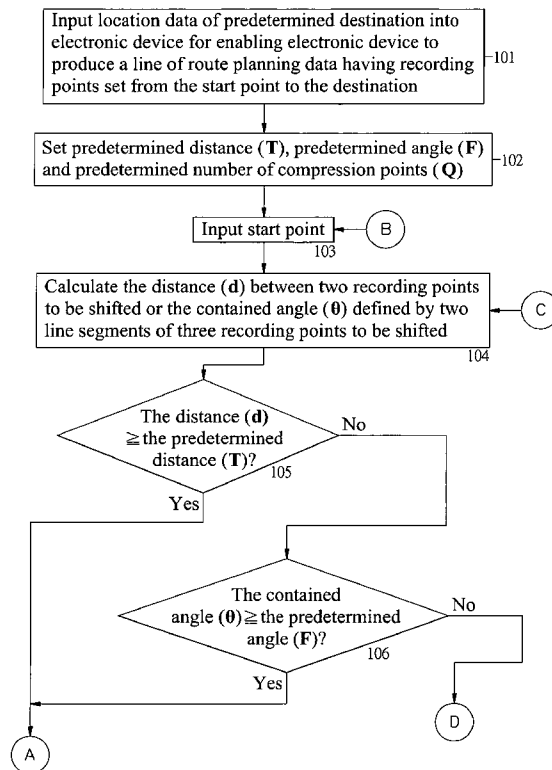 Input location data of predetermined destination into
electronic device for enabling electronic device to
produce a line of route planning data having recording
points set from the start point to the destination
101
Set predetermined distance (T), predetermined angle (F)
and predetermined number of compression points (Q)
102
Input start point
103
B
Calculate the distance (d) between two recording points
to be shifted or the contained angle (θ) defined by two
line segments of three recording points to be shifted
104
C
The distance (d)
≧the predetermined
distance (T)?
105
No
Yes
The contained
angle (θ)≧the predetermined
angle (F)?
106
No
Yes
A
D